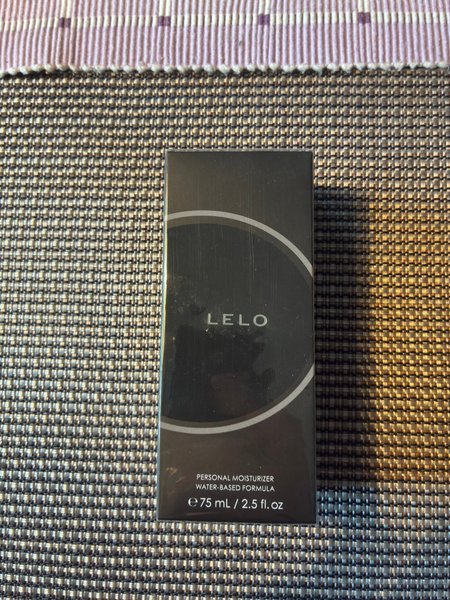 LELO
PERSONAL MOISTURIZER
WATER-BASED FORMULA
℮ 75 mL / 2.5 fl. oz